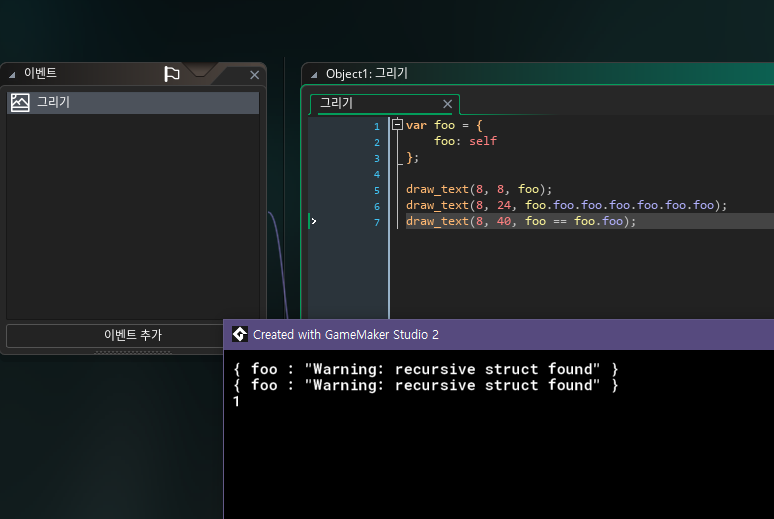 이벤트
그리기
이벤트 추가
Object1: 그리기
그리기
1 var foo = {
2 foo: self
3 };
4
5 draw_text(8, 8, foo);
6 draw_text(8, 24, foo.foo.foo.foo.foo.foo.foo);
7 draw_text(8, 40, foo == foo.foo);
Created with GameMaker Studio 2
{ foo : "Warning: recursive struct found" }
{ foo : "Warning: recursive struct found" }
1